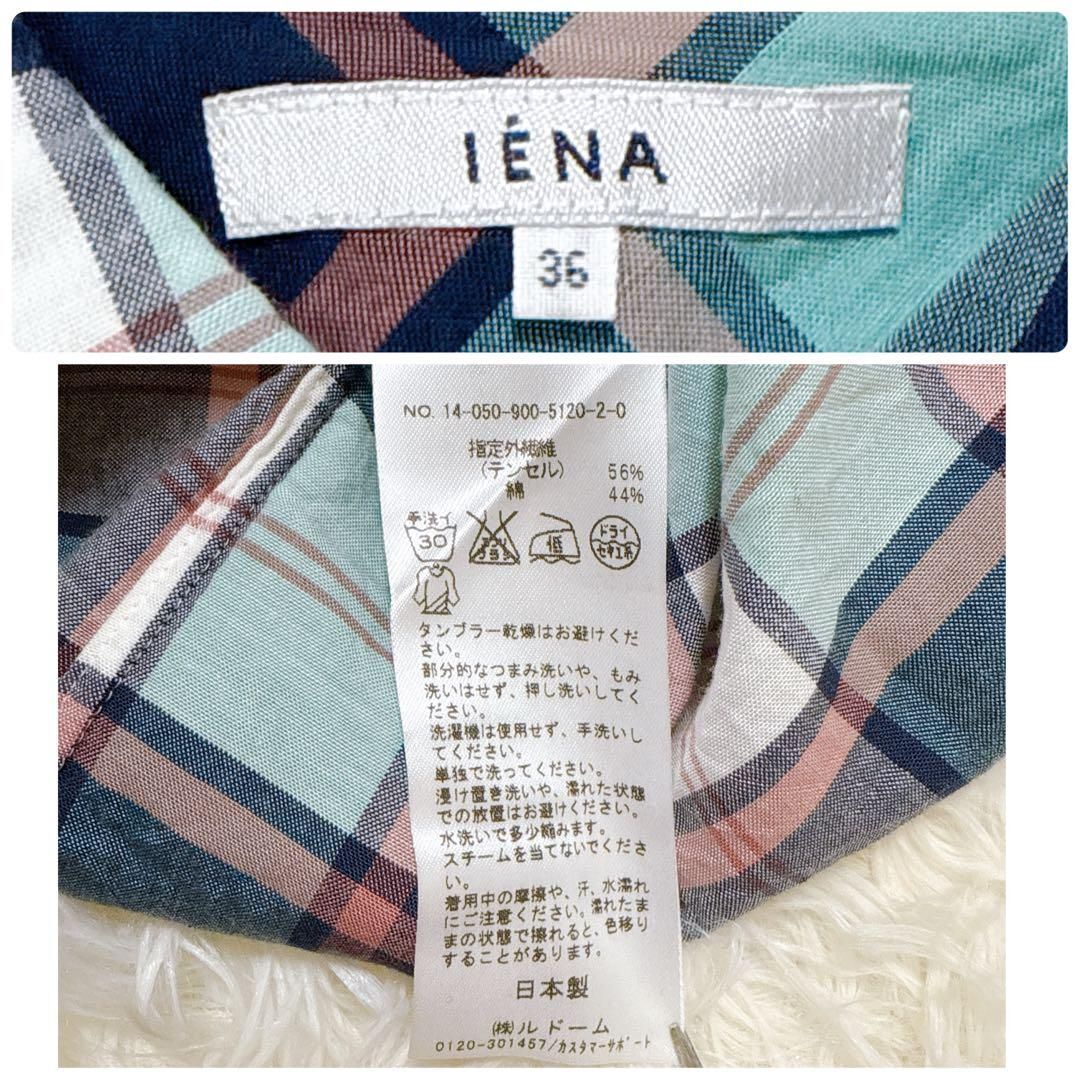 IÉNA
36
NO. 14-050-900-5120-2-0
指定外繊維
(テンセル) 56%
綿 44%
手洗イ
30
低
ドライ
セキユ系
タンブラー乾燥はお避けくだ
さい。
部分的なつまみ洗いや、もみ
洗いはせず、押し洗いしてく
ださい。
洗濯機は使用せず、手洗いし
てください。
単独で洗ってください。
浸け置き洗いや、濡れた状態
での放置はお避けください。
水洗いで多少縮みます。
スチームを当てないでくださ
い。
着用中の摩擦や、汗、水濡れ
にご注意ください。濡れたま
まの状態で擦れると、色移り
することがあります。
日本製
(株)ルドーム
0120-301457/カスタマーサポート